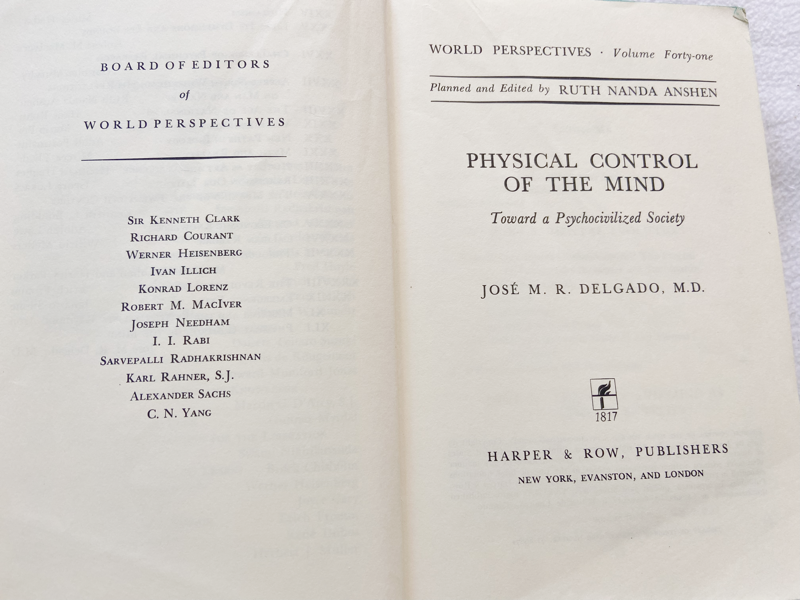 BOARD OF EDITORS
of
WORLD PERSPECTIVES
SIR KENNETH CLARK
RICHARD COURANT
WERNER HEISENBERG
IVAN ILLICH
KONRAD LORENZ
ROBERT M. MACIVER
JOSEPH NEEDHAM
I. I. RABI
SARVEPALLI RADHAKRISHNAN
KARL RAHNER, S.J.
ALEXANDER SACHS
C. N. YANG
WORLD PERSPECTIVES · Volume Forty-one
Planned and Edited by RUTH NANDA ANSHEN
PHYSICAL CONTROL
OF THE MIND
Toward a Psychocivilized Society
JOSÉ M. R. DELGADO, M.D.
1817
HARPER & ROW, PUBLISHERS
NEW YORK, EVANSTON, AND LONDON